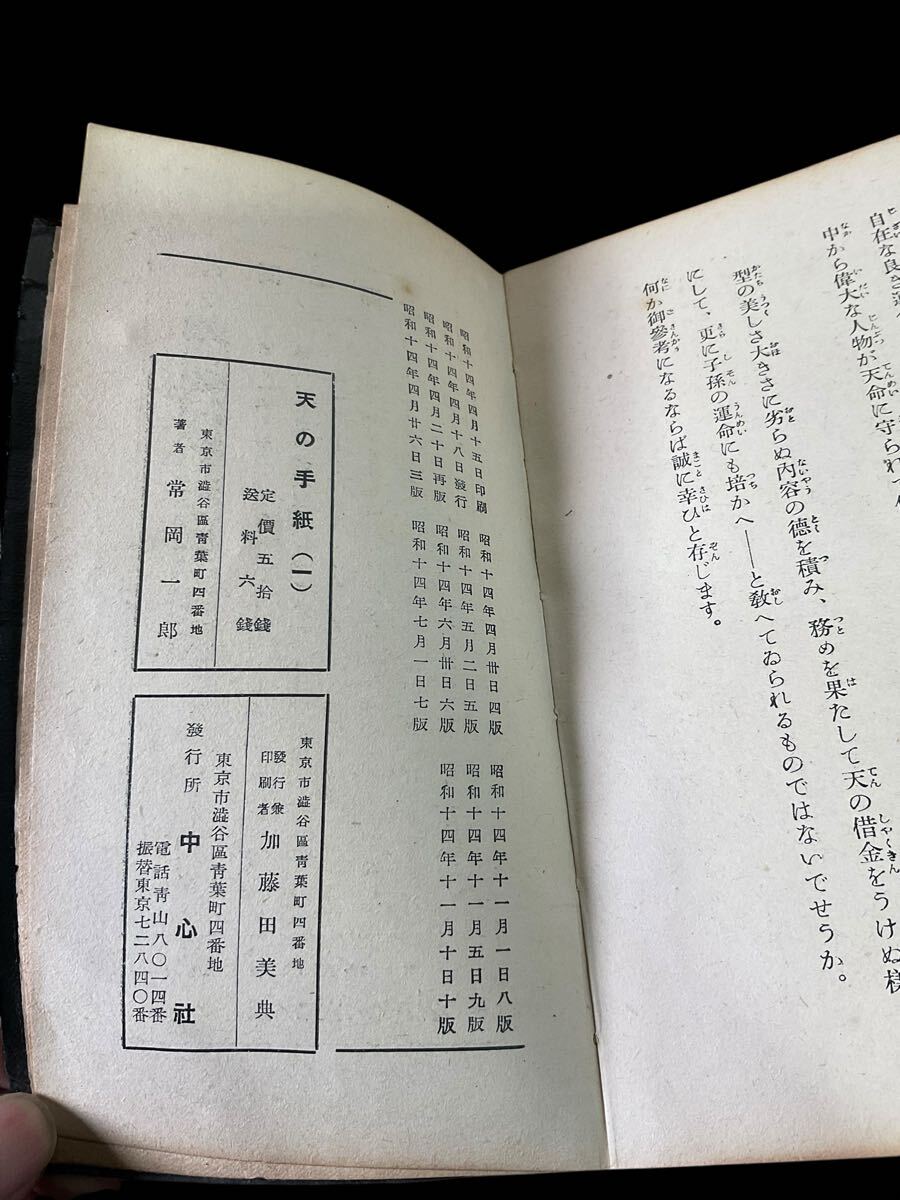 自在な良き運
中から偉大な人物が天命に守られて
型の美しさ大きさに劣らぬ内容の德を積み、務めを果たして天の借金をうけぬ樣
にして、更に子孫の運命にも培かへ――と敎へてゐられるものではないでせうか。
何か御參考になるならば誠に幸ひと存じます。
昭和十四年四月十五日印刷
昭和十四年四月十八日發行
昭和十四年四月二十日再版
昭和十四年四月廿六日三版
昭和十四年四月卅日四版
昭和十四年五月二日五版
昭和十四年六月卅日六版
昭和十四年七月一日七版
昭和十四年十一月一日八版
昭和十四年十一月五日九版
昭和十四年十一月十日十版
天の手紙(一)
定價五拾錢
送料六錢
東京市澁谷區靑葉町四番地
著者 常岡一郎
東京市澁谷區靑葉町四番地
發行兼印刷者 加藤田美典
東京市澁谷區靑葉町四番地
發行所 中心社
電話靑山八〇一四番
振替東京七二八四〇番